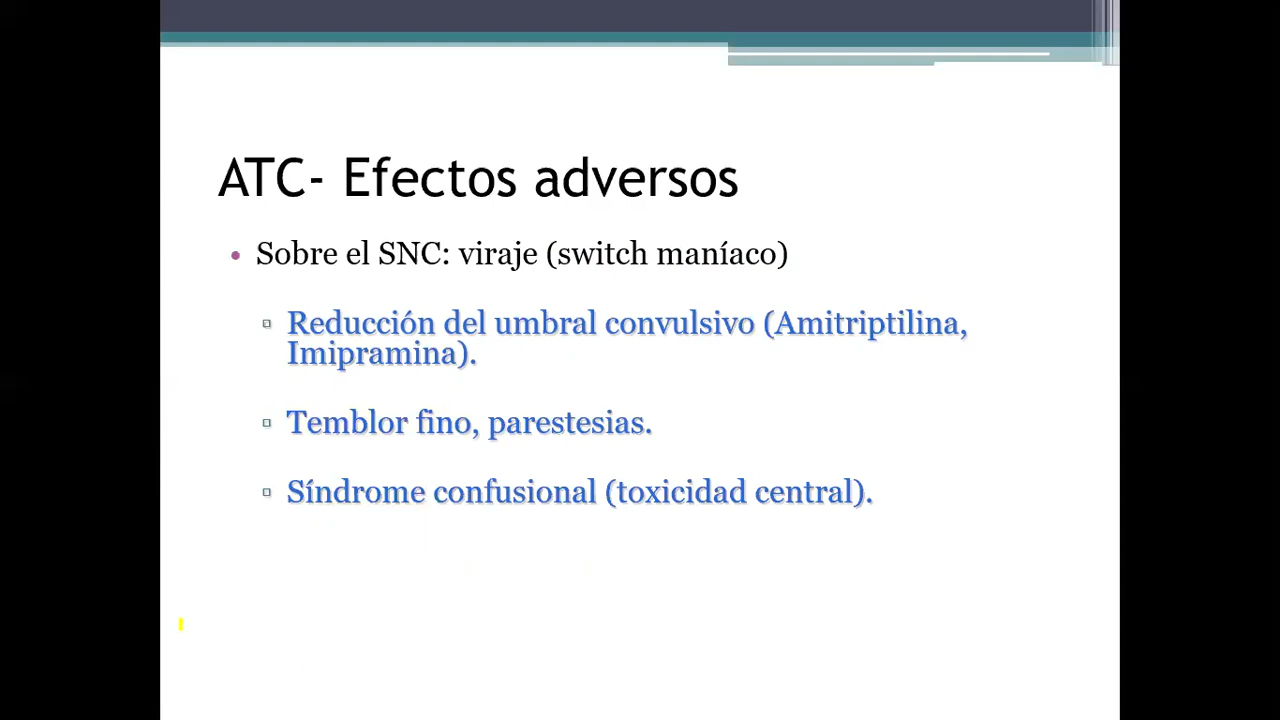 ATC- Efectos adversos
• Sobre el SNC: viraje (switch maníaco)
▫ Reducción del umbral convulsivo (Amitriptilina,
Imipramina).
▫ Temblor fino, parestesias.
▫ Síndrome confusional (toxicidad central).